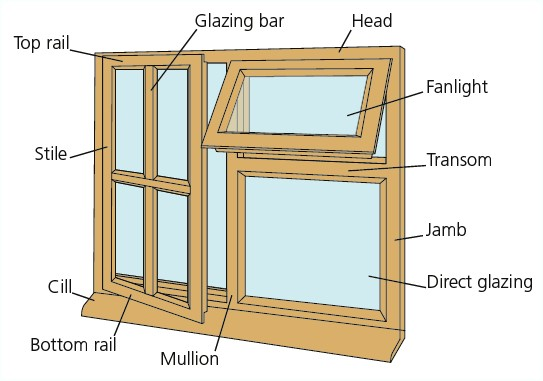 Glazing bar
Head
Top rail
Fanlight
Stile
Transom
Jamb
Direct glazing
Cill
Bottom rail
Mullion